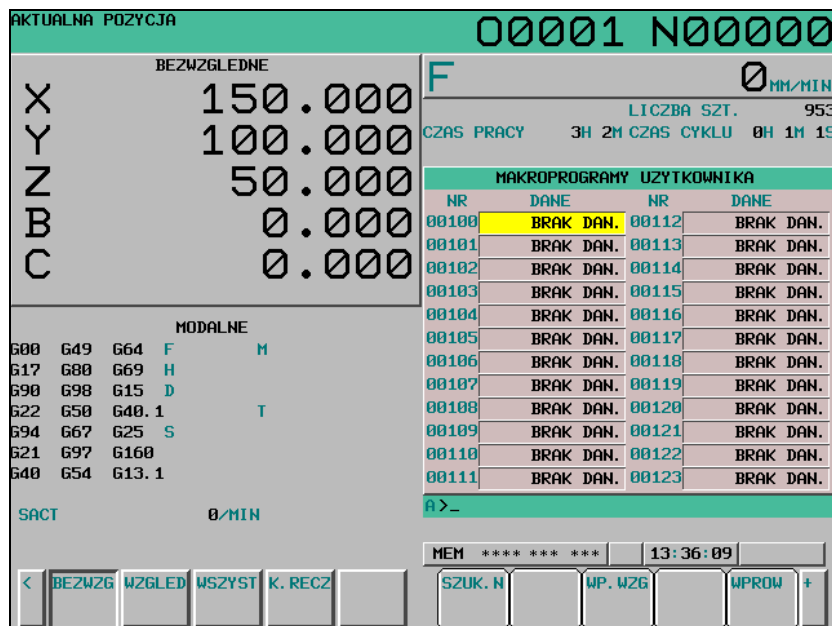 AKTUALNA POZYCJA
O0001 N00000
BEZWZGLEDNE
X 150.000
Y 100.000
Z 50.000
B 0.000
C 0.000
F 0 MM/MIN
LICZBA SZT. 953
CZAS PRACY 3H 2M CZAS CYKLU 0H 1M 1S
MAKROPROGRAMY UZYTKOWNIKA
NR DANE NR DANE
00100 BRAK DAN. 00112 BRAK DAN.
00101 BRAK DAN. 00113 BRAK DAN.
00102 BRAK DAN. 00114 BRAK DAN.
00103 BRAK DAN. 00115 BRAK DAN.
00104 BRAK DAN. 00116 BRAK DAN.
00105 BRAK DAN. 00117 BRAK DAN.
00106 BRAK DAN. 00118 BRAK DAN.
00107 BRAK DAN. 00119 BRAK DAN.
00108 BRAK DAN. 00120 BRAK DAN.
00109 BRAK DAN. 00121 BRAK DAN.
00110 BRAK DAN. 00122 BRAK DAN.
00111 BRAK DAN. 00123 BRAK DAN.
MODALNE
G00 G49 G64 F M
G17 G80 G69 H
G90 G98 G15 D
G22 G50 G40.1 T
G94 G67 G25 S
G21 G97 G160
G40 G54 G13.1
SACT 0/MIN
A>_
MEM **** *** *** 13:36:09
< BEZWZG WZGLED WSZYST K.RECZ
SZUK.N WP.WZG WPROW +